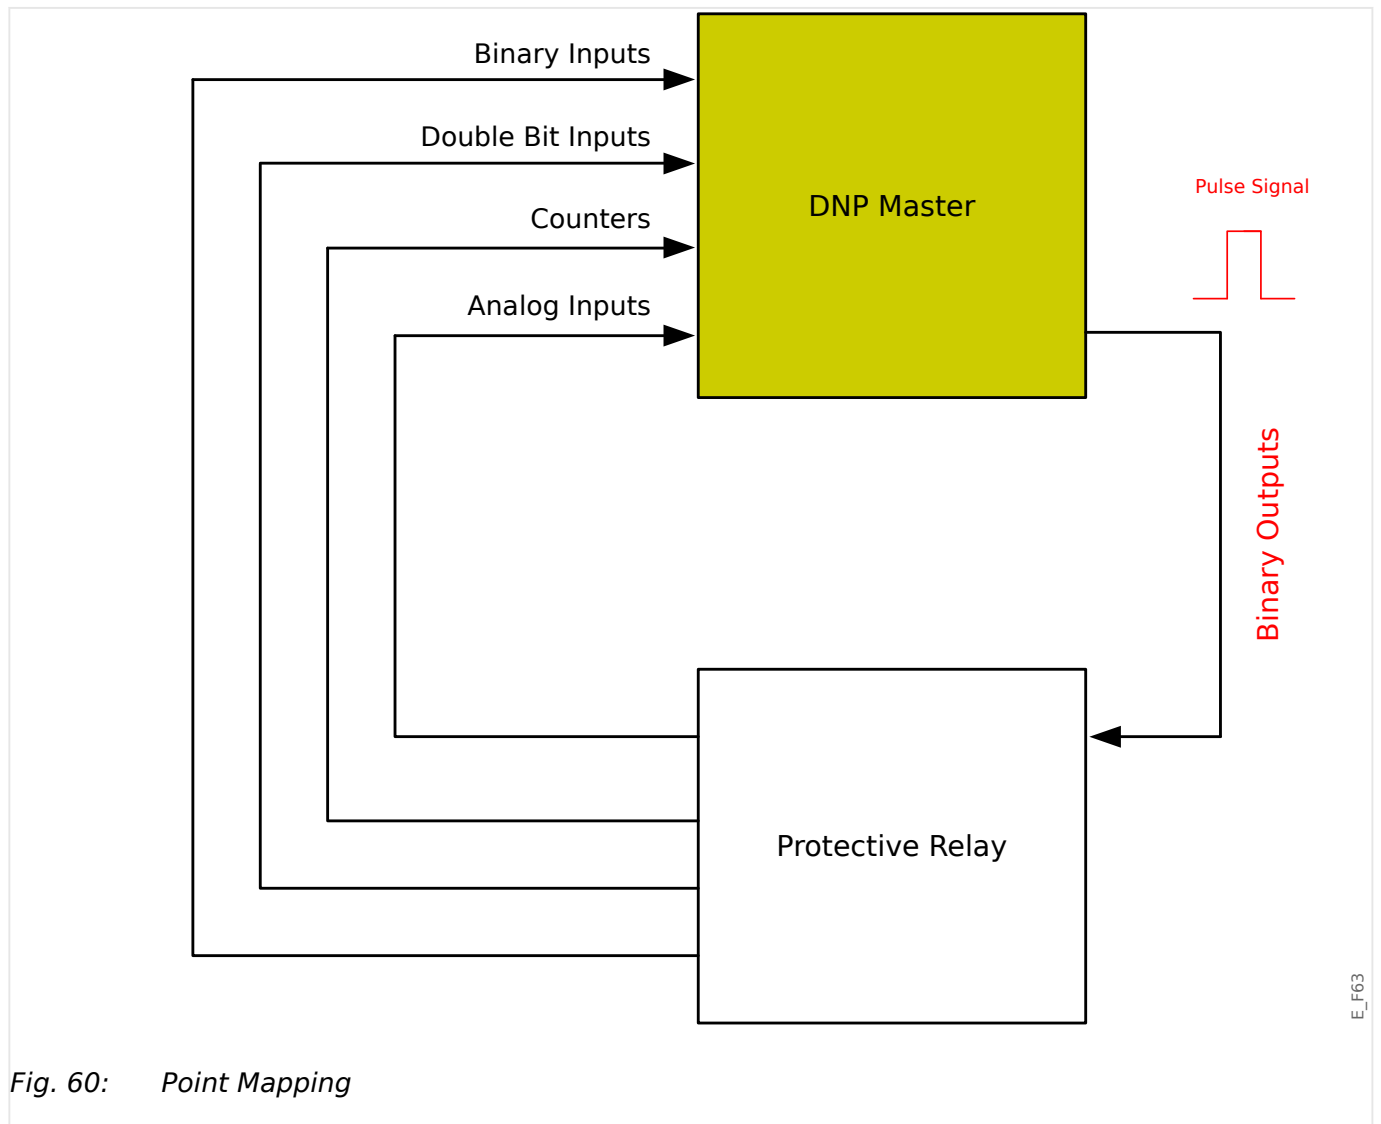 Binary Inputs
Double Bit Inputs
Counters
Analog Inputs
DNP Master
Pulse Signal
Binary Outputs
Protective Relay
E_F63
Fig. 60: Point Mapping